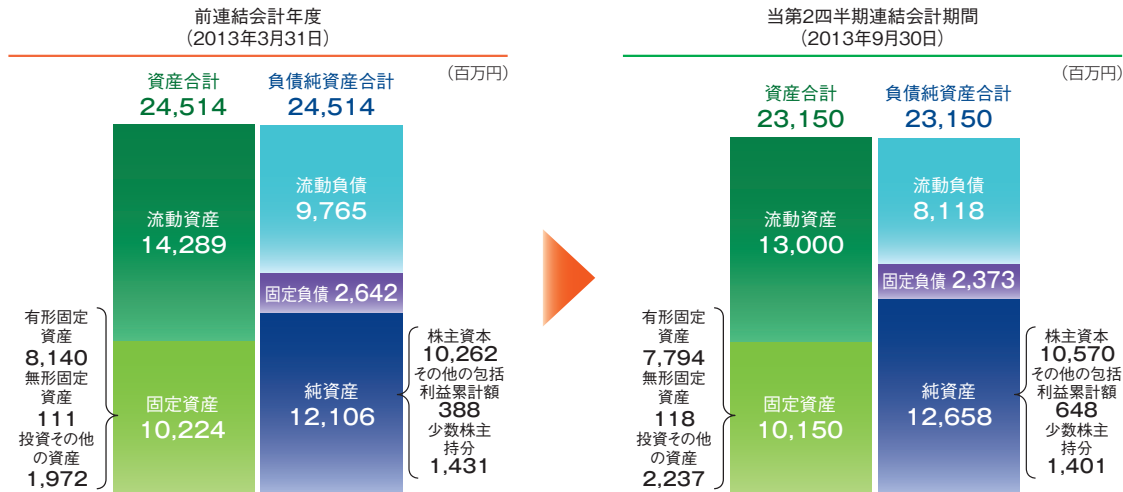 前連結会計年度
（2013年3月31日）
（百万円）
資産合計
24,514
負債純資産合計
24,514
流動資産
14,289
流動負債
9,765
固定負債 2,642
有形固定
資産
8,140
無形固定
資産
111
投資その他
の資産
1,972
固定資産
10,224
純資産
12,106
株主資本
10,262
その他の包括
利益累計額
388
少数株主
持分
1,431
当第2四半期連結会計期間
（2013年9月30日）
（百万円）
資産合計
23,150
負債純資産合計
23,150
流動資産
13,000
流動負債
8,118
固定負債 2,373
有形固定
資産
7,794
無形固定
資産
118
投資その他
の資産
2,237
固定資産
10,150
純資産
12,658
株主資本
10,570
その他の包括
利益累計額
648
少数株主
持分
1,401